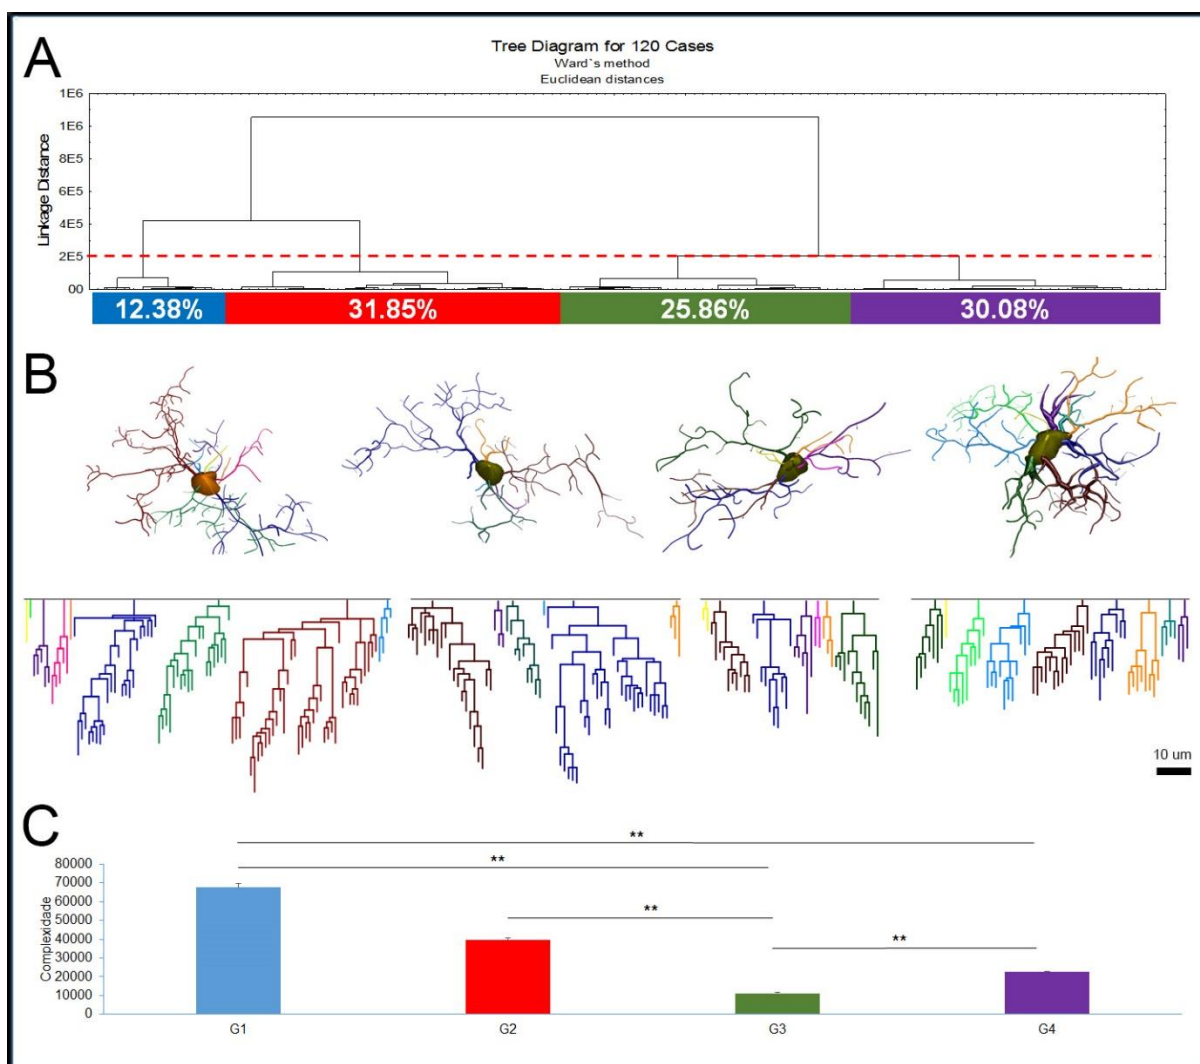 A
Tree Diagram for 120 Cases
Ward`s method
Euclidean distances
Linkage Distance
1E6
1E6
8E5
6E5
4E5
2E5
00
12.38% 31.85% 25.86% 30.08%
B
10 um
C
**
**
**
**
Complexidade
80000
70000
60000
50000
40000
30000
20000
10000
0
G1 G2 G3 G4